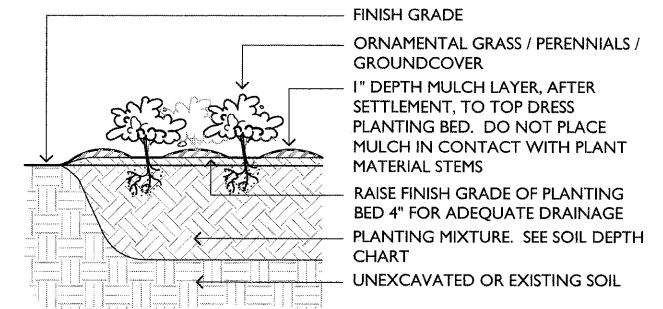 FINISH GRADE
ORNAMENTAL GRASS / PERENNIALS /
GROUNDCOVER
1" DEPTH MULCH LAYER, AFTER
SETTLEMENT, TO TOP DRESS
PLANTING BED. DO NOT PLACE
MULCH IN CONTACT WITH PLANT
MATERIAL STEMS
RAISE FINISH GRADE OF PLANTING
BED 4" FOR ADEQUATE DRAINAGE
PLANTING MIXTURE. SEE SOIL DEPTH
CHART
UNEXCAVATED OR EXISTING SOIL